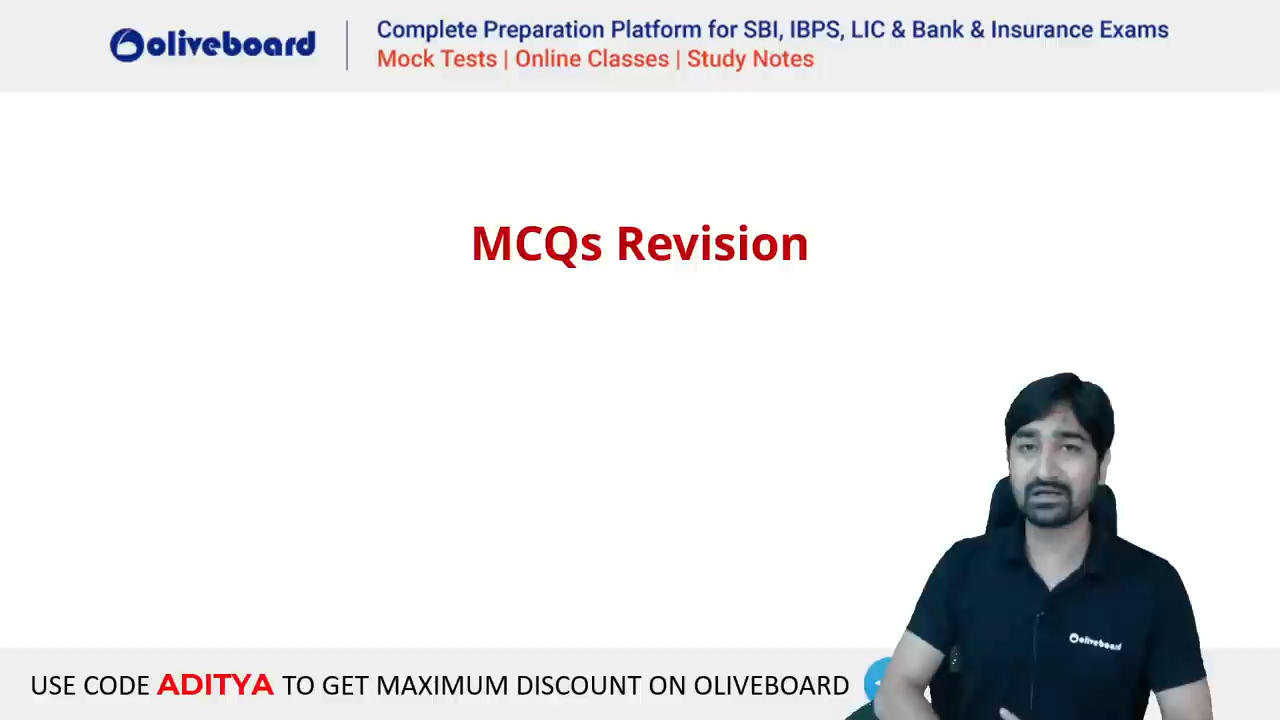 oliveboard
Complete Preparation Platform for SBI, IBPS, LIC & Bank & Insurance Exams
Mock Tests | Online Classes | Study Notes
MCQs Revision
oliveboard
USE CODE ADITYA TO GET MAXIMUM DISCOUNT ON OLIVEBOARD